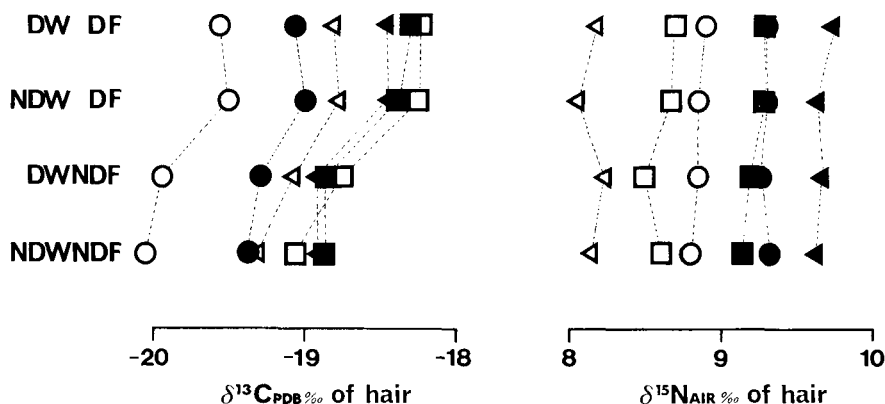 DW DF
NDW DF
DWNDF
NDWNDF
-20 -19 -18
8 9 10
δ¹³CPDB‰ of hair
δ¹⁵NAIR‰ of hair